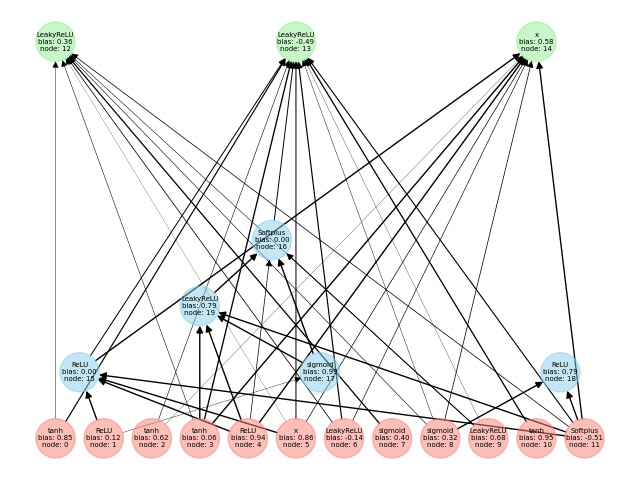 LeakyReLU
bias: 0.36
node: 12
LeakyReLU
bias: -0.49
node: 13
x
bias: 0.58
node: 14
Softplus
bias: 0.00
node: 16
LeakyReLU
bias: 0.79
node: 19
ReLU
bias: 0.00
node: 15
sigmoid
bias: 0.99
node: 17
ReLU
bias: 0.79
node: 18
tanh
bias: 0.85
node: 0
ReLU
bias: 0.12
node: 1
tanh
bias: 0.62
node: 2
tanh
bias: 0.06
node: 3
ReLU
bias: 0.94
node: 4
x
bias: 0.86
node: 5
LeakyReLU
bias: -0.14
node: 6
sigmoid
bias: 0.40
node: 7
sigmoid
bias: 0.32
node: 8
LeakyReLU
bias: 0.68
node: 9
tanh
bias: 0.95
node: 10
Softplus
bias: -0.51
node: 11